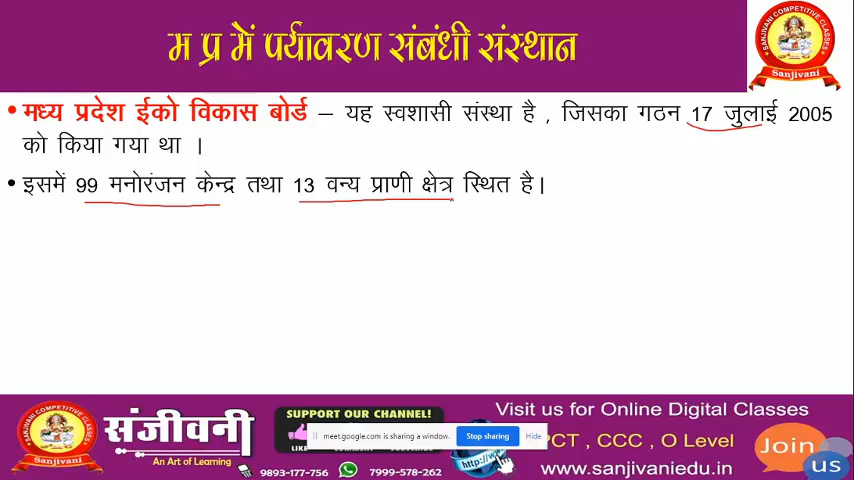 म प्र में पर्यावरण संबंधी संस्थान
SANJIVANI COMPETITIVE CLASSES
Sanjivani
• मध्य प्रदेश ईको विकास बोर्ड – यह स्वशासी संस्था है , जिसका गठन 17 जुलाई 2005
को किया गया था ।
• इसमें 99 मनोरंजन केन्द्र तथा 13 वन्य प्राणी क्षेत्र स्थित है।
SANJIVANI COMPETITIVE CLASSES
Sanjivani
संजीवनी
An Art of Learning
SUPPORT OUR CHANNEL!
meet.google.com is sharing a window.
Stop sharing
Hide
9893-177-756
7999-578-262
http://w
Visit us for Online Digital Classes
PCT , CCC , O Level
www.sanjivaniedu.in
Join
us